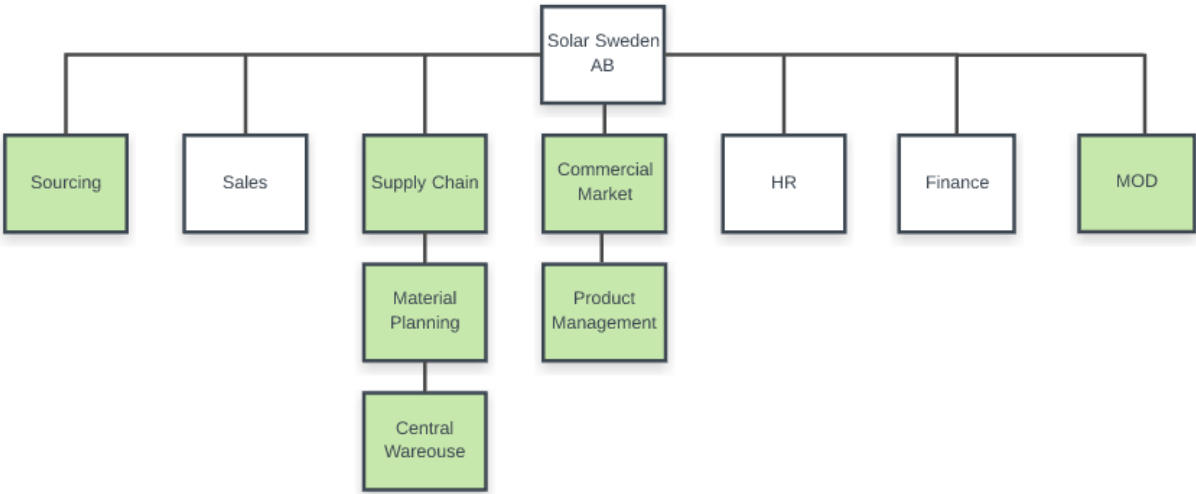 Solar Sweden
AB
Sourcing
Sales
Supply Chain
Commercial
Market
HR
Finance
MOD
Material
Planning
Product
Management
Central
Wareouse